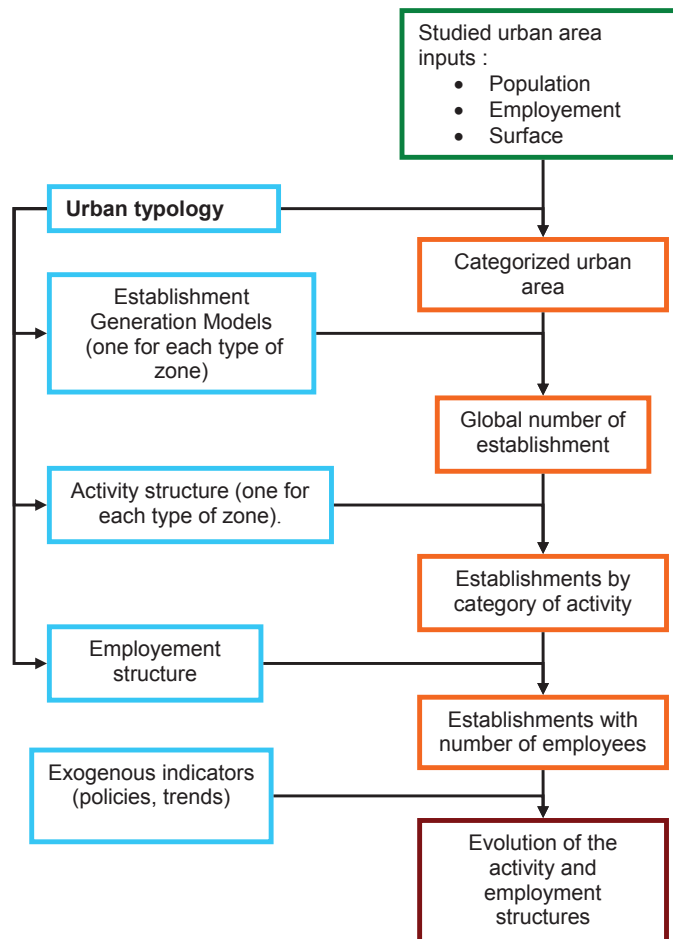 Studied urban area
inputs :
• Population
• Employement
• Surface
Urban typology
Categorized urban
area
Establishment
Generation Models
(one for each type of
zone)
Global number of
establishment
Activity structure (one for
each type of zone).
Establishments by
category of activity
Employement
structure
Establishments with
number of employees
Exogenous indicators
(policies, trends)
Evolution of the
activity and
employment
structures